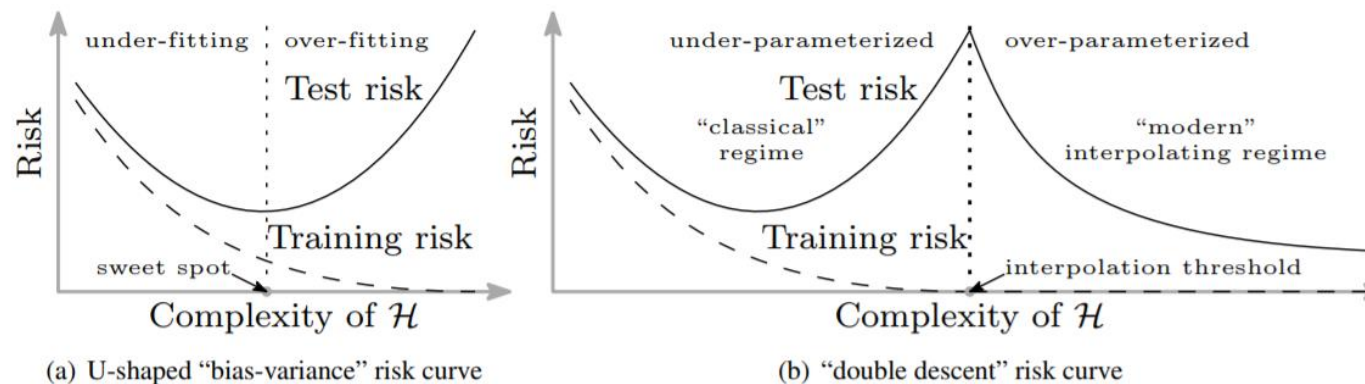 under-fitting
over-fitting
Test risk
Risk
Training risk
sweet spot
Complexity of ℋ
(a) U-shaped “bias-variance” risk curve
under-parameterized
over-parameterized
Test risk
“classical”
regime
“modern”
interpolating regime
Risk
Training risk
interpolation threshold
Complexity of ℋ
(b) “double descent” risk curve